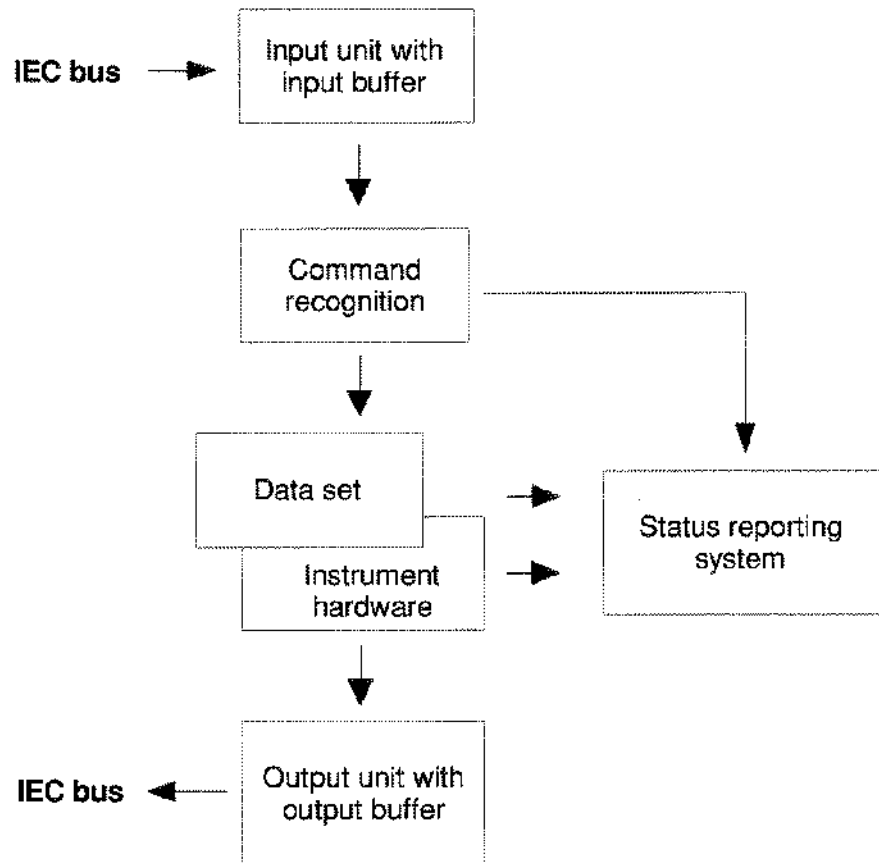 IEC bus
Input unit with
input buffer
Command
recognition
Data set
Instrument
hardware
Status reporting
system
IEC bus
Output unit with
output buffer